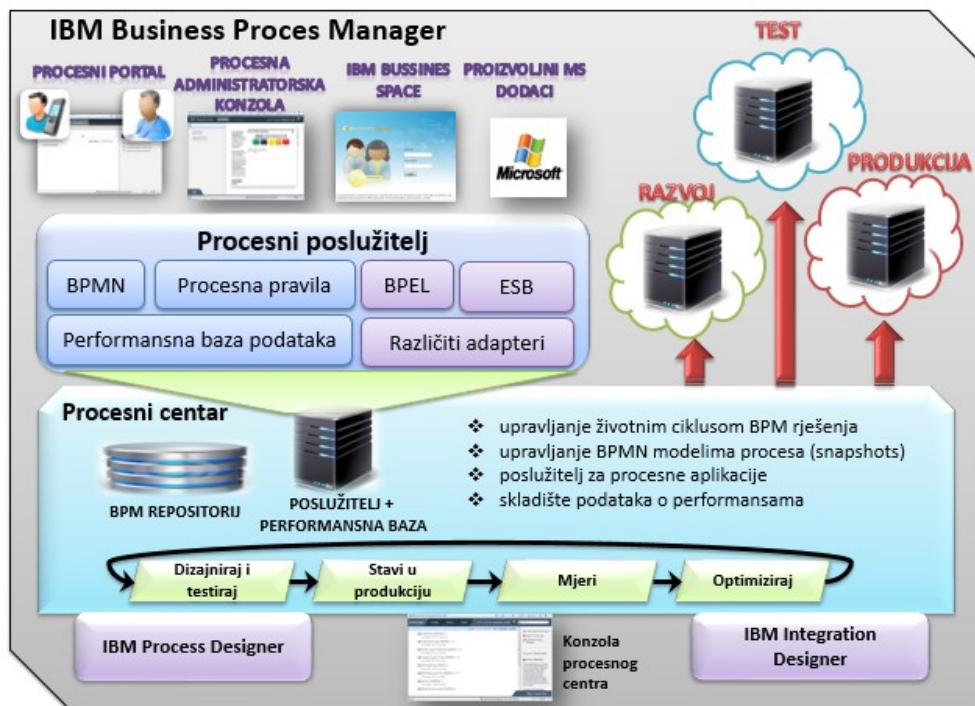 IBM Business Proces Manager
PROCESNI PORTAL
PROCESNA
ADMINISTRATORSKA
KONZOLA
IBM BUSSINES
SPACE
PROIZVOLJNI MS
DODACI
Microsoft
TEST
RAZVOJ
PRODUKCIJA
Procesni poslužitelj
BPMN
Procesna pravila
BPEL
ESB
Performansna baza podataka
Različiti adapteri
Procesni centar
BPM REPOSITORIJ
POSLUŽITELJ +
PERFORMANSNA BAZA
❖ upravljanje životnim ciklusom BPM rješenja
❖ upravljanje BPMN modelima procesa (snapshots)
❖ poslužitelj za procesne aplikacije
❖ skladište podataka o performansama
Dizajniraj i
testiraj
Stavi u
produkciju
Mjeri
Optimiziraj
IBM Process Designer
Konzola
procesnog
centra
IBM Integration
Designer